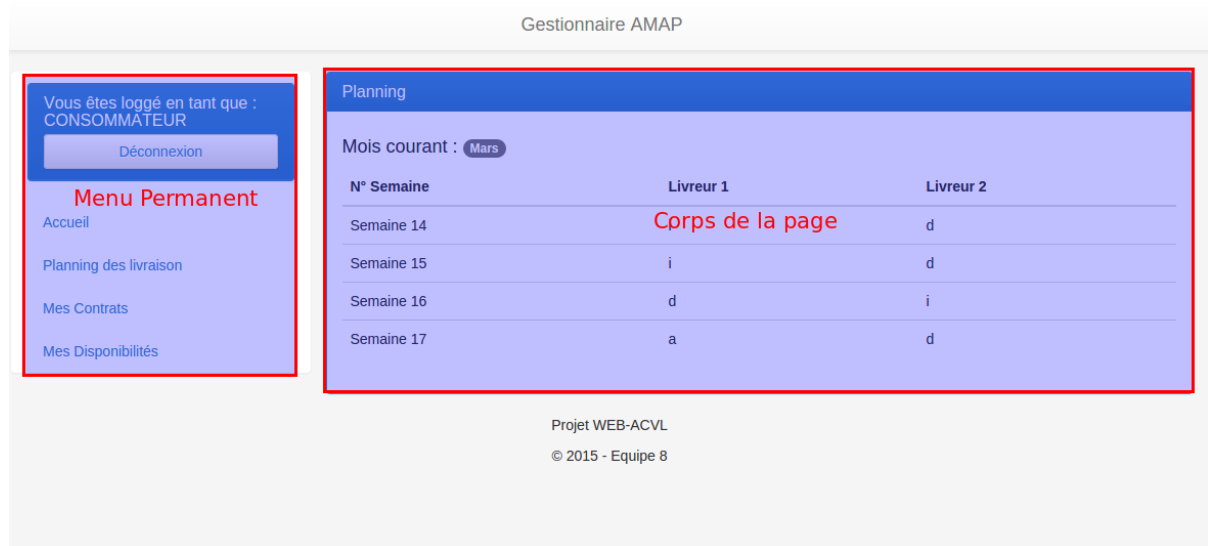 Gestionnaire AMAP
Vous êtes loggé en tant que :
CONSOMMATEUR
Déconnexion
Menu Permanent
Accueil
Planning des livraison
Mes Contrats
Mes Disponibilités
Planning
Mois courant : Mars
N° Semaine Livreur 1 Livreur 2
Semaine 14 d
Corps de la page
Semaine 15 i d
Semaine 16 d i
Semaine 17 a d
Projet WEB-ACVL
© 2015 - Equipe 8